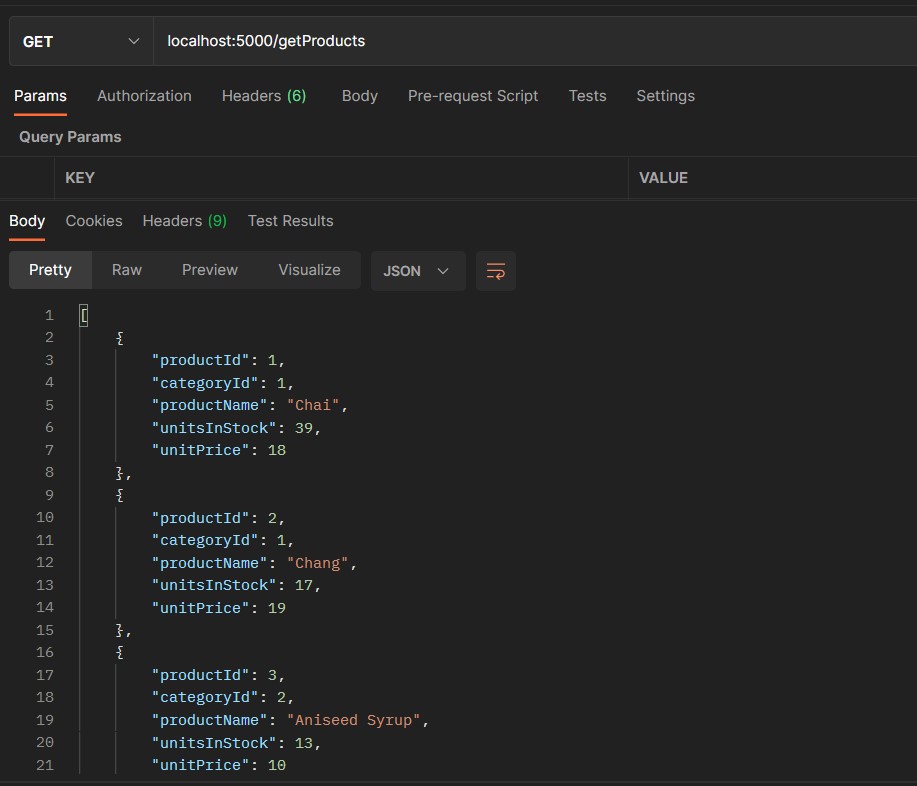 GET localhost:5000/getProducts
Params Authorization Headers (6) Body Pre-request Script Tests Settings
Query Params
KEY VALUE
Body Cookies Headers (9) Test Results
Pretty Raw Preview Visualize JSON
1 [
2 {
3 "productId": 1,
4 "categoryId": 1,
5 "productName": "Chai",
6 "unitsInStock": 39,
7 "unitPrice": 18
8 },
9 {
10 "productId": 2,
11 "categoryId": 1,
12 "productName": "Chang",
13 "unitsInStock": 17,
14 "unitPrice": 19
15 },
16 {
17 "productId": 3,
18 "categoryId": 2,
19 "productName": "Aniseed Syrup",
20 "unitsInStock": 13,
21 "unitPrice": 10